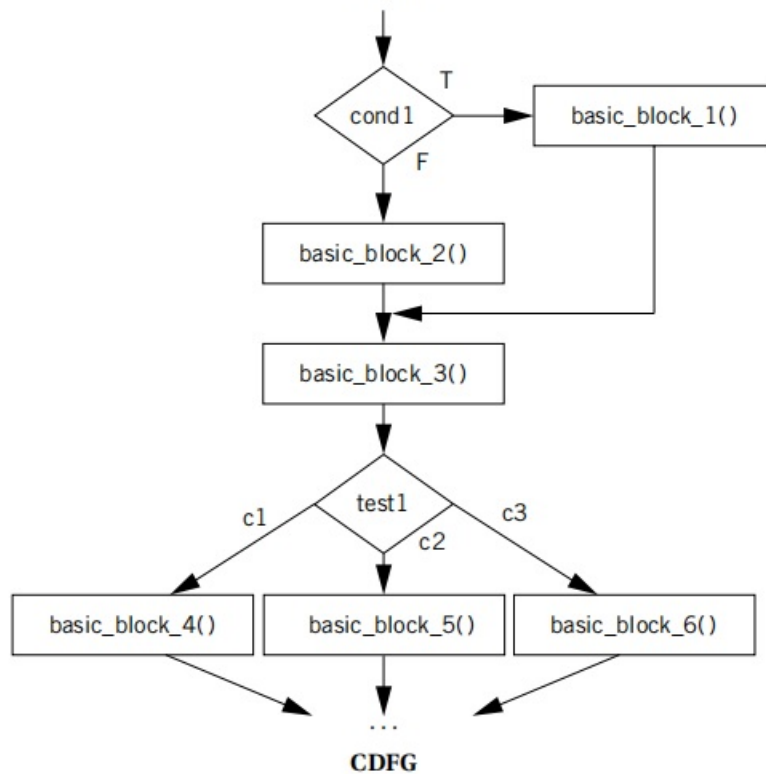 T
cond1
basic_block_1()
F
basic_block_2()
basic_block_3()
test1
c1
c2
c3
basic_block_4()
basic_block_5()
basic_block_6()
...
CDFG